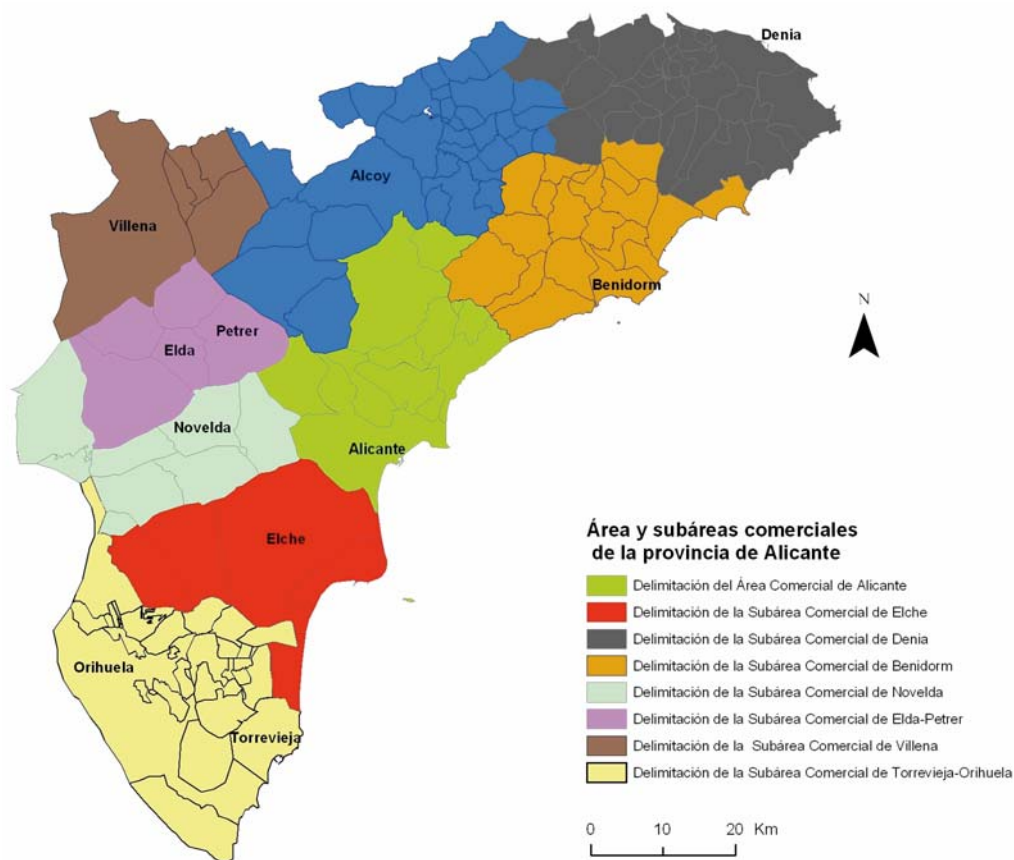 Denia
Alcoy
Villena
Benidorm
N
Petrer
Elda
Novelda
Alicante
Elche
Orihuela
Torrevieja
Área y subáreas comerciales
de la provincia de Alicante
Delimitación del Área Comercial de Alicante
Delimitación de la Subárea Comercial de Elche
Delimitación de la Subárea Comercial de Denia
Delimitación de la Subárea Comercial de Benidorm
Delimitación de la Subárea Comercial de Novelda
Delimitación de la Subárea Comercial de Elda-Petrer
Delimitación de la Subárea Comercial de Villena
Delimitación de la Subárea Comercial de Torrevieja-Orihuela
0 10 20 Km